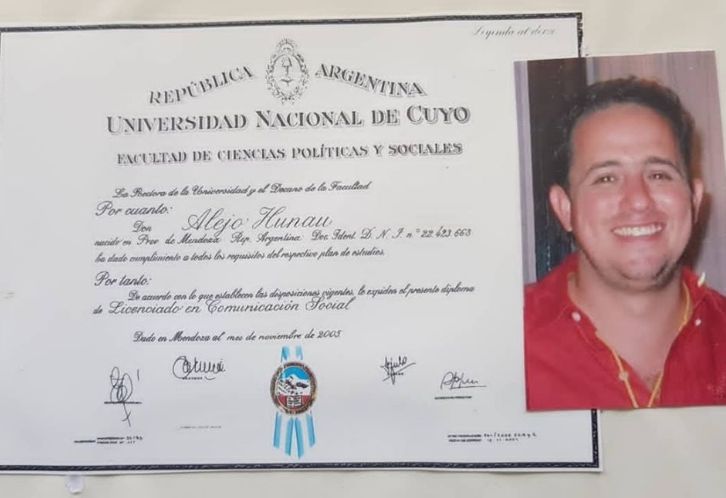 Leyenda al dorso
REPÚBLICA ARGENTINA
UNIVERSIDAD NACIONAL DE CUYO
FACULTAD DE CIENCIAS POLÍTICAS Y SOCIALES
La Rectora de la Universidad y el Decano de la Facultad
Por cuanto:
Don Alejo Hunau
nacido en Prov. de Mendoza Rep. Argentina Doc. Ident. D. N. I. n° 22.423.663
ha dado cumplimiento a todos los requisitos del respectivo plan de estudios.
Por tanto:
De acuerdo con lo que establecen las disposiciones vigentes, le expiden el presente diploma
de Licenciado en Comunicación Social
Dado en Mendoza al mes de noviembre de 2003